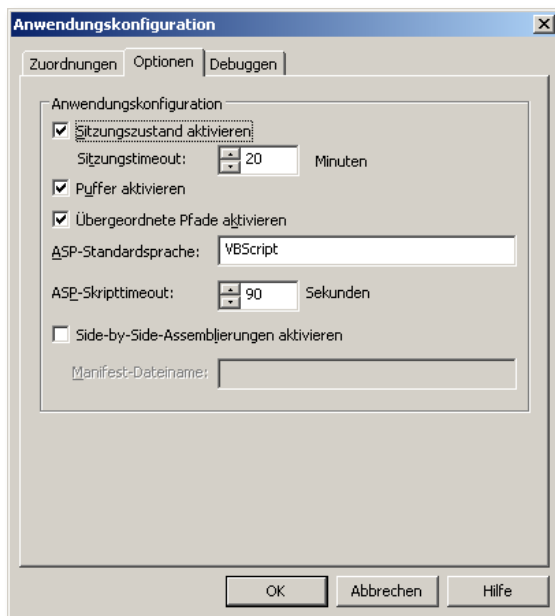 Anwendungskonfiguration
Zuordnungen Optionen Debuggen
Anwendungskonfiguration
Sitzungszustand aktivieren
Sitzungstimeout: 20 Minuten
Puffer aktivieren
Übergeordnete Pfade aktivieren
ASP-Standardsprache: VBScript
ASP-Skripttimeout: 90 Sekunden
Side-by-Side-Assemblierungen aktivieren
Manifest-Dateiname:
OK Abbrechen Hilfe